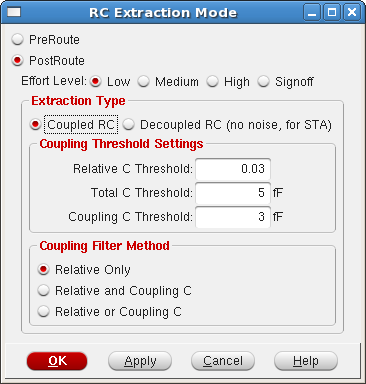 RC Extraction Mode
PreRoute
PostRoute
Effort Level: Low Medium High Signoff
Extraction Type
Coupled RC Decoupled RC (no noise, for STA)
Coupling Threshold Settings
Relative C Threshold: 0.03
Total C Threshold: 5 fF
Coupling C Threshold: 3 fF
Coupling Filter Method
Relative Only
Relative and Coupling C
Relative or Coupling C
OK Apply Cancel Help